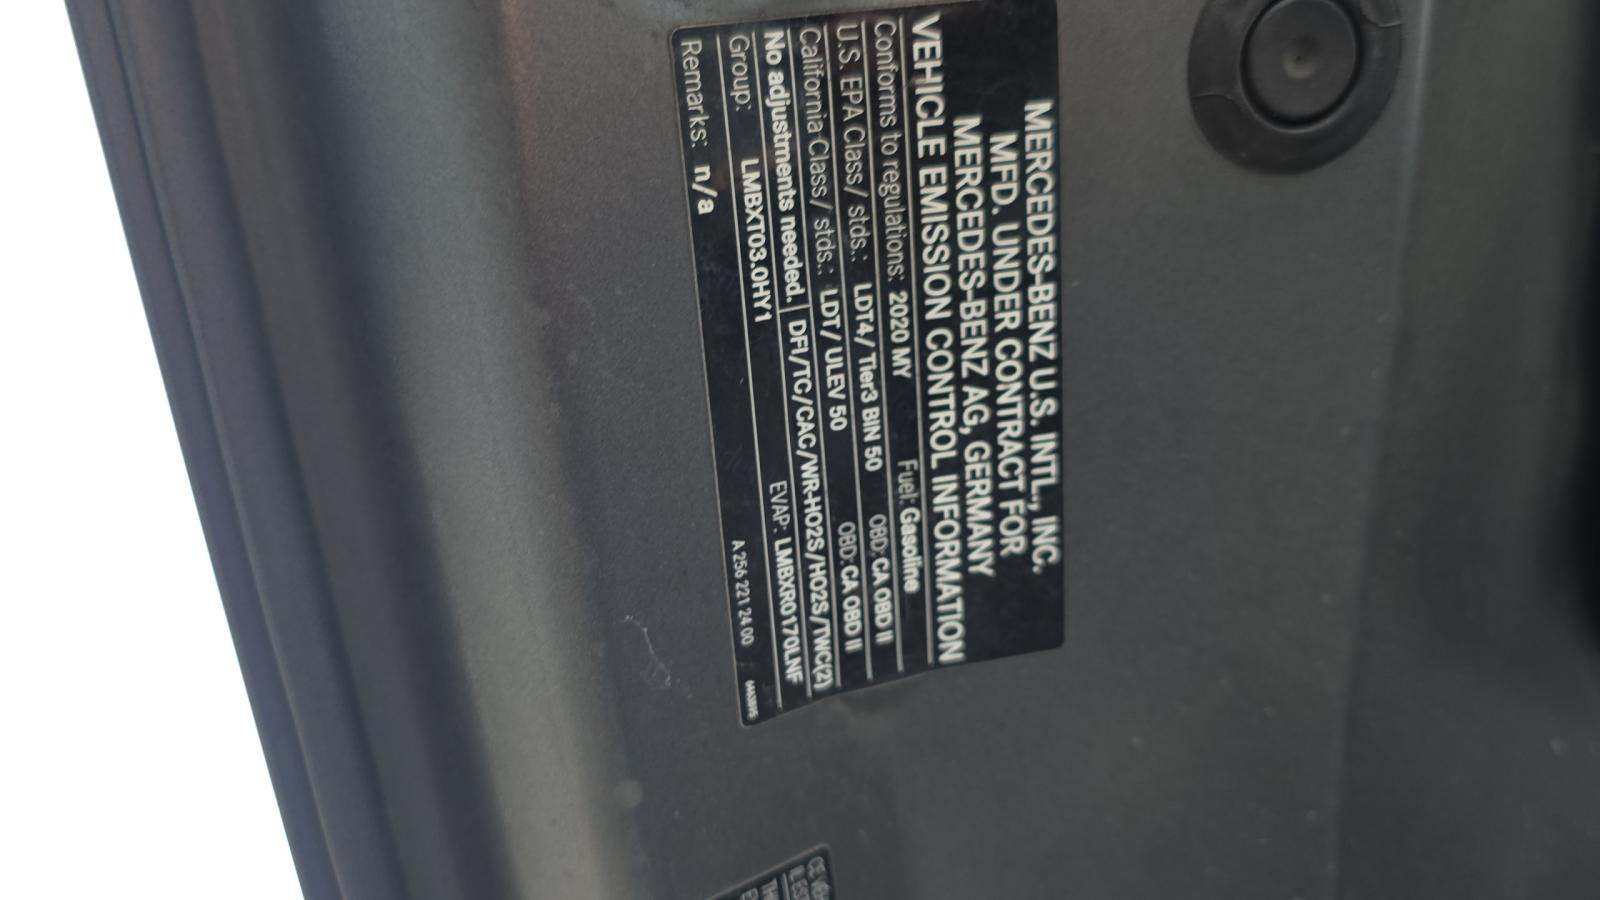 MERCEDES-BENZ U.S. INTL., INC.
MFD. UNDER CONTRACT FOR
MERCEDES-BENZ AG, GERMANY
VEHICLE EMISSION CONTROL INFORMATION
Conforms to regulations: 2020 MY Fuel: Gasoline
U.S. EPA Class/ stds.: LDT4/ Tier3 BIN 50 OBD: CA OBD II
California Class/ stds.: LDT/ ULEV 50 OBD: CA OBD II
No adjustments needed. DFI/TC/CAC/WR-HO2S/HO2S/TWC(2)
Group: LMBXT03.0HY1 EVAP: LMBXR0170LNF
Remarks: n/a A 256 221 24 00